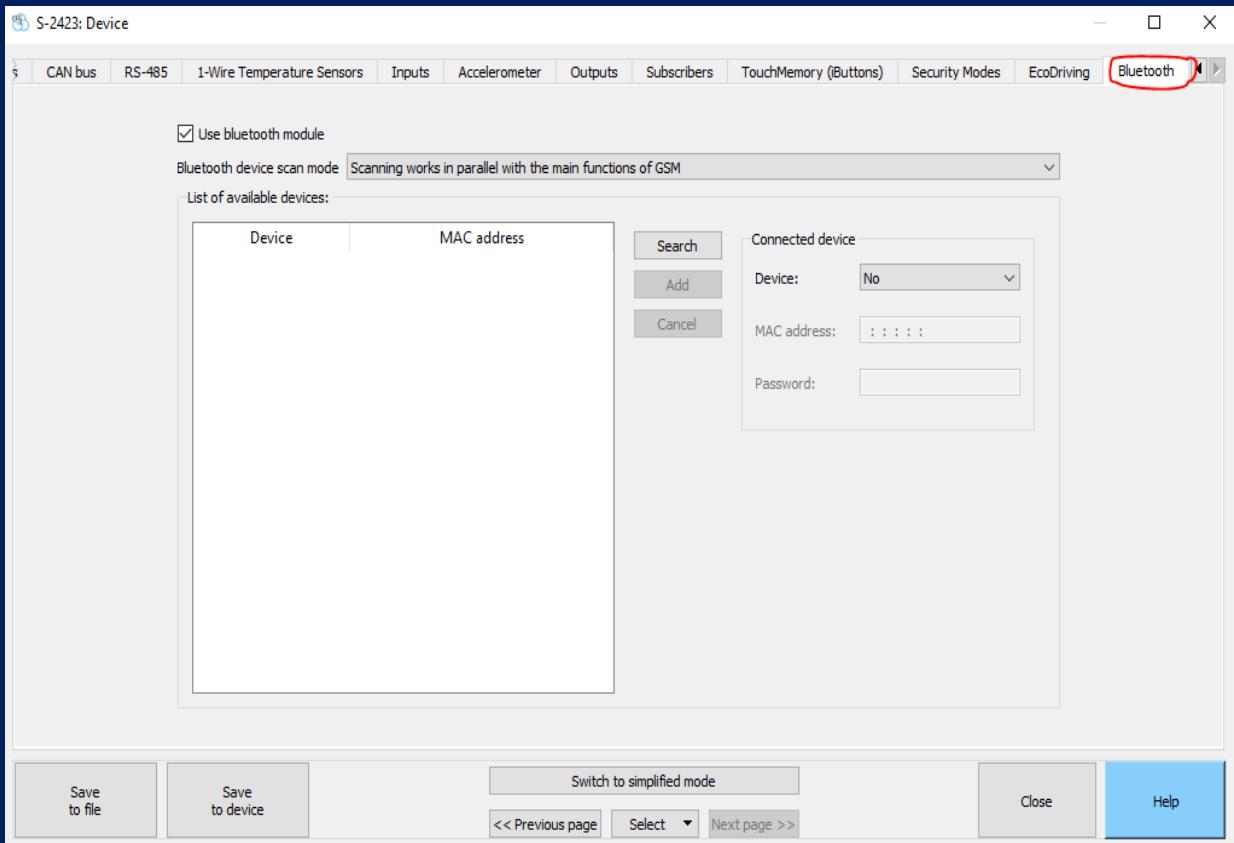 S-2423: Device
CAN bus RS-485 1-Wire Temperature Sensors Inputs Accelerometer Outputs Subscribers TouchMemory (iButtons) Security Modes EcoDriving Bluetooth
Use bluetooth module
Bluetooth device scan mode Scanning works in parallel with the main functions of GSM
List of available devices:
Device MAC address
Search
Add
Cancel
Connected device
Device: No
MAC address: : : : : :
Password:
Save
to file
Save
to device
Switch to simplified mode
<< Previous page Select Next page >>
Close
Help